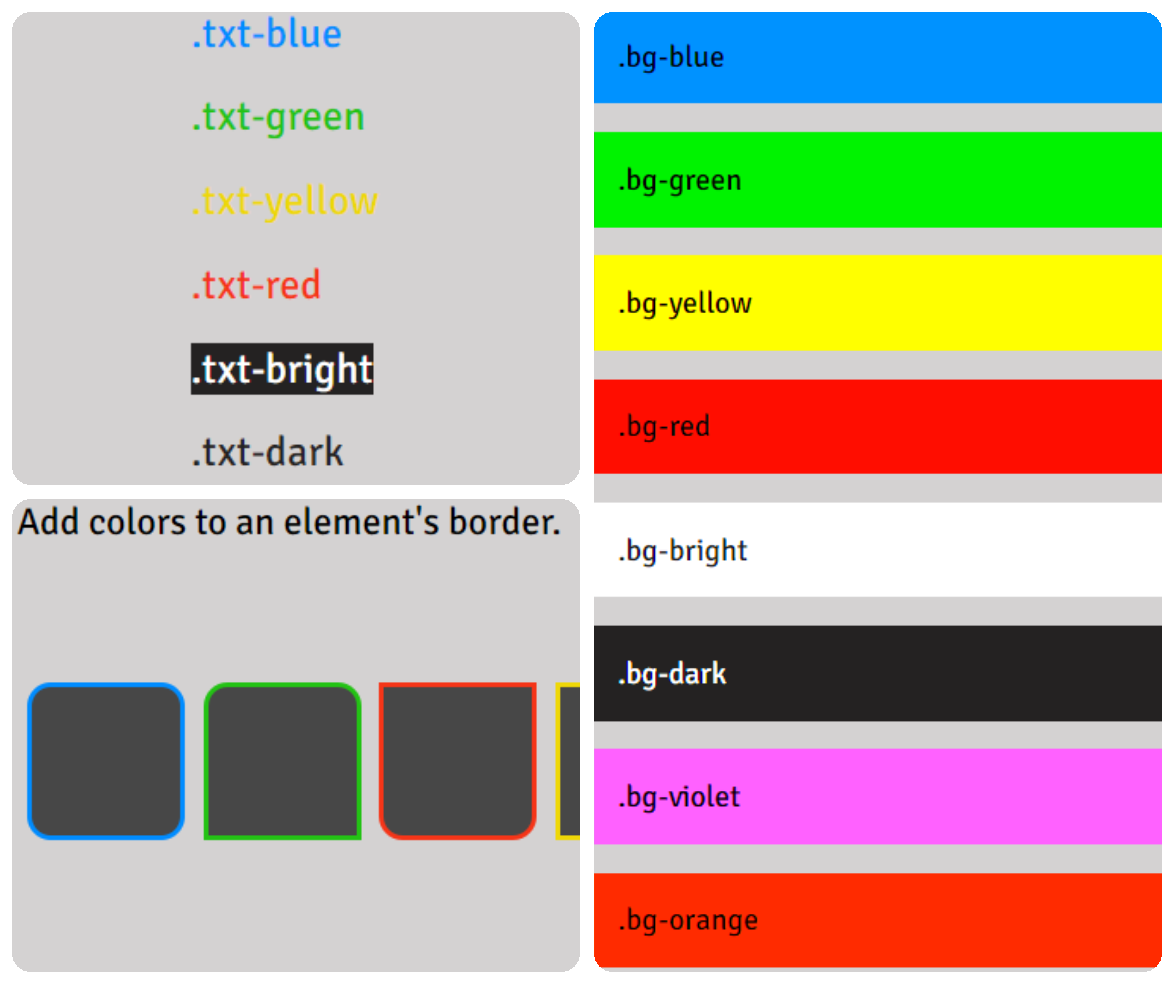 .txt-blue
.txt-green
.txt-yellow
.txt-red
.txt-bright
.txt-dark
Add colors to an element's border.
.bg-blue
.bg-green
.bg-yellow
.bg-red
.bg-bright
.bg-dark
.bg-violet
.bg-orange